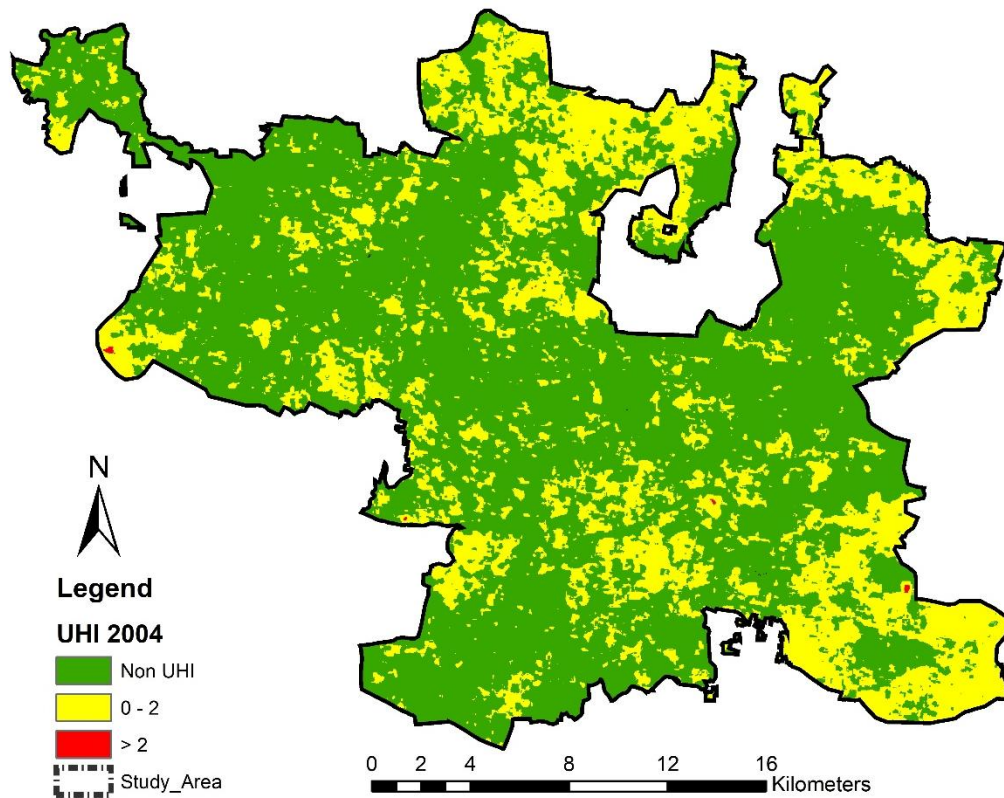 N
Legend
UHI 2004
Non UHI
0 - 2
> 2
Study_Area
0 2 4 8 12 16
Kilometers